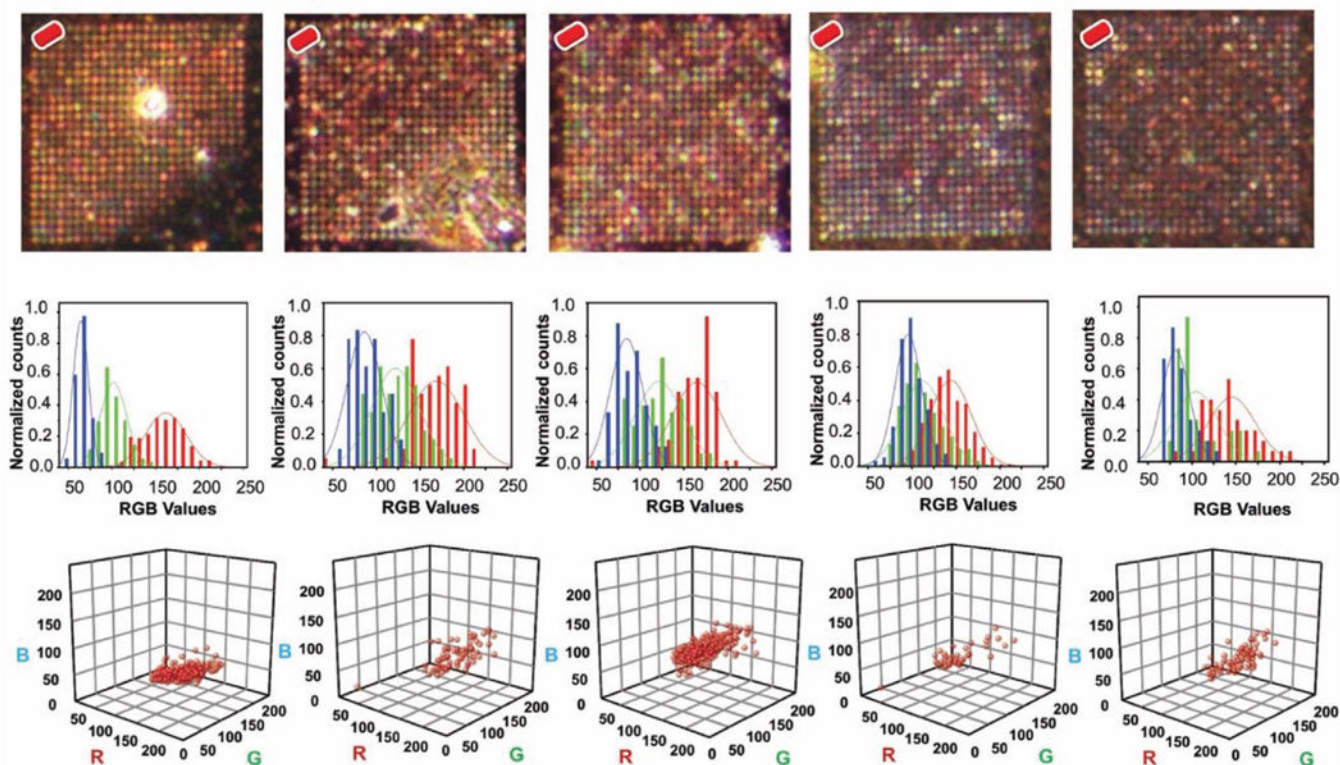 1.0 1.0 1.0 1.0 1.0
0.8 0.8 0.8 0.8 0.8
0.6 0.6 0.6 0.6 0.6
0.4 0.4 0.4 0.4 0.4
0.2 0.2 0.2 0.2 0.2
0.0 0.0 0.0 0.0 0.0
Normalized counts Normalized counts Normalized counts Normalized counts Normalized counts
50 100 150 200 250 50 100 150 200 250 50 100 150 200 250 50 100 150 200 250 50 100 150 200 250
RGB Values RGB Values RGB Values RGB Values RGB Values
200 200 200 200 200
150 150 150 150 150
B 100 B 100 B 100 B 100 B 100
50 50 50 50 50
0 0 0 0 0
50 100 150 200 R 0 50 100 150 200 G
50 100 150 200 R 0 50 100 150 200 G
50 100 150 200 R 0 50 100 150 200 G
50 100 150 200 R 0 50 100 150 200 G
50 100 150 200 R 0 50 100 150 200 G